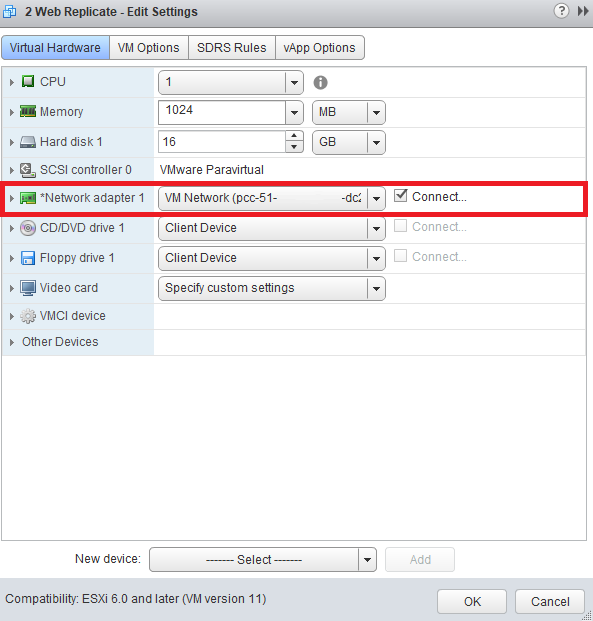 2 Web Replicate - Edit Settings
Virtual Hardware VM Options SDRS Rules vApp Options
CPU 1
Memory 1024 MB
Hard disk 1 16 GB
SCSI controller 0 VMware Paravirtual
*Network adapter 1 VM Network (pcc-51- -dc2 Connect...
CD/DVD drive 1 Client Device Connect...
Floppy drive 1 Client Device Connect...
Video card Specify custom settings
VMCI device
Other Devices
New device: ------- Select ------- Add
Compatibility: ESXi 6.0 and later (VM version 11) OK Cancel